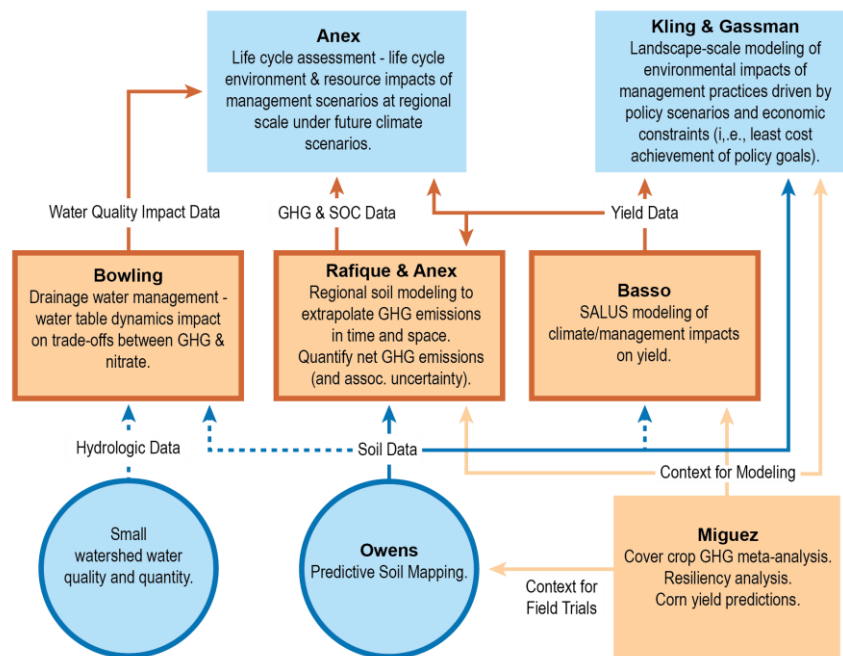 Anex
Life cycle assessment - life cycle
environment & resource impacts of
management scenarios at regional
scale under future climate
scenarios.
Kling & Gassman
Landscape-scale modeling of
environmental impacts of
management practices driven by
policy scenarios and economic
constraints (i,.e., least cost
achievement of policy goals).
Water Quality Impact Data
GHG & SOC Data
Yield Data
Bowling
Drainage water management -
water table dynamics impact
on trade-offs between GHG &
nitrate.
Rafique & Anex
Regional soil modeling to
extrapolate GHG emissions
in time and space.
Quantify net GHG emissions
(and assoc. uncertainty).
Basso
SALUS modeling of
climate/management impacts
on yield.
Hydrologic Data
Soil Data
Context for Modeling
Small
watershed water
quality and quantity.
Owens
Predictive Soil Mapping.
Context for
Field Trials
Miguez
Cover crop GHG meta-analysis.
Resiliency analysis.
Corn yield predictions.